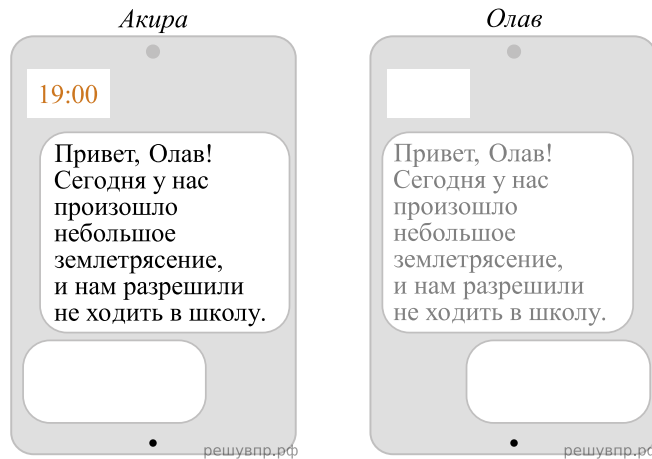 Акира
19:00
Привет, Олав!
Сегодня у нас
произошло
небольшое
землетрясение,
и нам разрешили
не ходить в школу.
решувпр.рф
Олав
Привет, Олав!
Сегодня у нас
произошло
небольшое
землетрясение,
и нам разрешили
не ходить в школу.
решувпр.рф